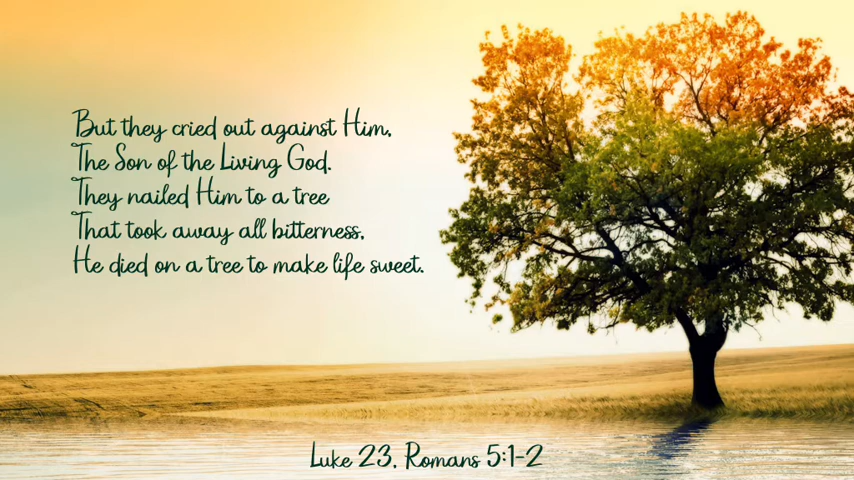 But they cried out against Him,
The Son of the Living God.
They nailed Him to a tree
That took away all bitterness,
He died on a tree to make life sweet.
Luke 23, Romans 5:1-2